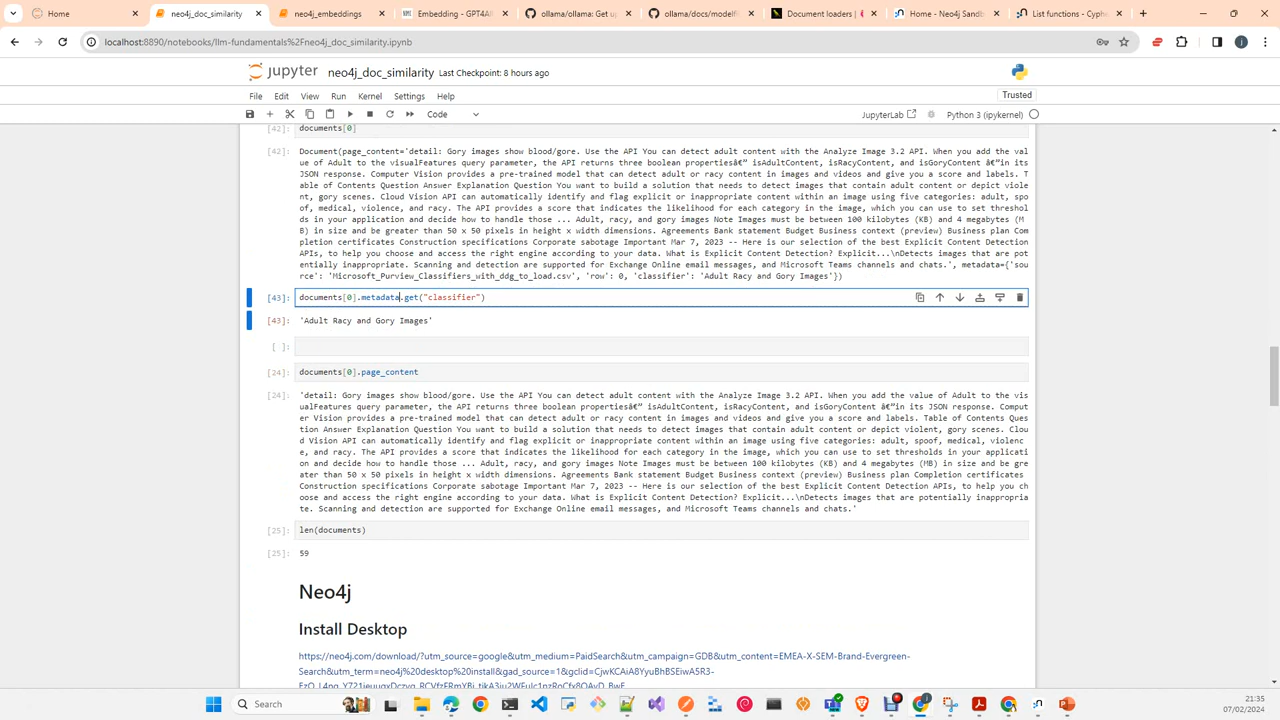 Home
neo4j_doc_similarity
neo4j_embeddings
Embedding - GPT4Al
ollama/ollama: Get u
ollama/docs/modelfi
Document loaders |
Home - Neo4j Sandb
List functions - Cyph
localhost:8890/notebooks/llm-fundamentals%2Fneo4j_doc_similarity.ipynb
jupyter neo4j_doc_similarity Last Checkpoint: 8 hours ago
File Edit View Run Kernel Settings Help
Trusted
Code
JupyterLab
Python 3 (ipykernel)
[42] documents[0]
[42]: Document(page_content='detail: Gory images show blood/gore. Use the API You can detect adult content with the Analyze Image 3.2 API. When you add the val
ue of Adult to the visualFeatures query parameter, the API returns three boolean propertiesâ€" isAdultContent, isRacyContent, and isGoryContent â€"in its
JSON response. Computer Vision provides a pre-trained model that can detect adult or racy content in images and videos and give you a score and labels. T
able of Contents Question Answer Explanation Question You want to build a solution that needs to detect images that contain adult content or depict viole
nt, gory scenes. Cloud Vision API can automatically identify and flag explicit or inappropriate content within an image using five categories: adult, spo
of, medical, violence, and racy. The API provides a score that indicates the likelihood for each category in the image, which you can use to set threshol
ds in your application and decide how to handle those ... Adult, racy, and gory images Note Images must be between 100 kilobytes (KB) and 4 megabytes (M
B) in size and be greater than 50 x 50 pixels in height x width dimensions. Agreements Bank statement Budget Business context (preview) Business plan Com
pletion certificates Construction specifications Corporate sabotage Important Mar 7, 2023 -- Here is our selection of the best Explicit Content Detection
APIs, to help you choose and access the right engine according to your data. What is Explicit Content Detection? Explicit...\nDetects images that are pot
entially inappropriate. Scanning and detection are supported for Exchange Online email messages, and Microsoft Teams channels and chats.', metadata={'sou
rce': 'Microsoft_Purview_Classifiers_with_ddg_to_load.csv', 'row': 0, 'classifier': 'Adult Racy and Gory Images'})
[43]: documents[0].metadata.get("classifier")
[43]: 'Adult Racy and Gory Images'
[ ]:
[24]: documents[0].page_content
[24]: 'detail: Gory images show blood/gore. Use the API You can detect adult content with the Analyze Image 3.2 API. When you add the value of Adult to the vis
ualFeatures query parameter, the API returns three boolean propertiesâ€" isAdultContent, isRacyContent, and isGoryContent â€"in its JSON response. Comput
er Vision provides a pre-trained model that can detect adult or racy content in images and videos and give you a score and labels. Table of Contents Ques
tion Answer Explanation Question You want to build a solution that needs to detect images that contain adult content or depict violent, gory scenes. Clou
d Vision API can automatically identify and flag explicit or inappropriate content within an image using five categories: adult, spoof, medical, violenc
e, and racy. The API provides a score that indicates the likelihood for each category in the image, which you can use to set thresholds in your applicati
on and decide how to handle those ... Adult, racy, and gory images Note Images must be between 100 kilobytes (KB) and 4 megabytes (MB) in size and be gre
ater than 50 x 50 pixels in height x width dimensions. Agreements Bank statement Budget Business context (preview) Business plan Completion certificates
Construction specifications Corporate sabotage Important Mar 7, 2023 -- Here is our selection of the best Explicit Content Detection APIs, to help you ch
oose and access the right engine according to your data. What is Explicit Content Detection? Explicit...\nDetects images that are potentially inappropria
te. Scanning and detection are supported for Exchange Online email messages, and Microsoft Teams channels and chats.'
[25]: len(documents)
[25]: 59
Neo4j
Install Desktop
https://neo4j.com/download/?utm_source=google&utm_medium=PaidSearch&utm_campaign=GDB&utm_content=EMEA-X-SEM-Brand-Evergreen-
Search&utm_term=neo4j%20desktop%20install&gad_source=1&gclid=CjwKCAiA8YyuBhBSEiwA5R3-
Search
21:35
07/02/2024